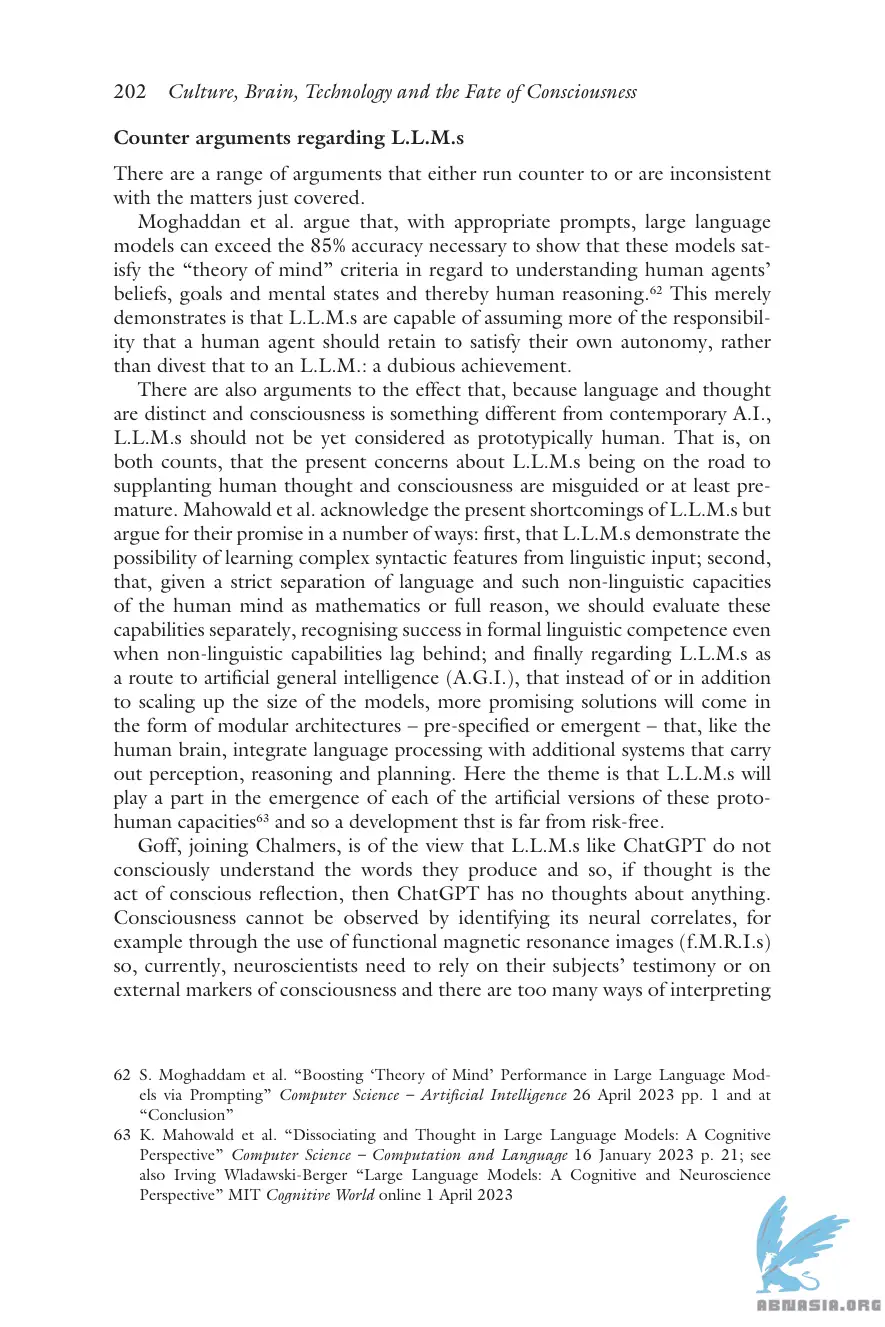 202 Culture, Brain, Technology and the Fate of Consciousness
Counter arguments regarding L.L.M.s
There are a range of arguments that either run counter to or are inconsistent
with the matters just covered.
Moghaddan et al. argue that, with appropriate prompts, large language
models can exceed the 85% accuracy necessary to show that these models sat-
isfy the “theory of mind” criteria in regard to understanding human agents’
beliefs, goals and mental states and thereby human reasoning.⁶² This merely
demonstrates is that L.L.M.s are capable of assuming more of the responsibil-
ity that a human agent should retain to satisfy their own autonomy, rather
than divest that to an L.L.M.: a dubious achievement.
There are also arguments to the effect that, because language and thought
are distinct and consciousness is something different from contemporary A.I.,
L.L.M.s should not be yet considered as prototypically human. That is, on
both counts, that the present concerns about L.L.M.s being on the road to
supplanting human thought and consciousness are misguided or at least pre-
mature. Mahowald et al. acknowledge the present shortcomings of L.L.M.s but
argue for their promise in a number of ways: first, that L.L.M.s demonstrate the
possibility of learning complex syntactic features from linguistic input; second,
that, given a strict separation of language and such non-linguistic capacities
of the human mind as mathematics or full reason, we should evaluate these
capabilities separately, recognising success in formal linguistic competence even
when non-linguistic capabilities lag behind; and finally regarding L.L.M.s as
a route to artificial general intelligence (A.G.I.), that instead of or in addition
to scaling up the size of the models, more promising solutions will come in
the form of modular architectures – pre-specified or emergent – that, like the
human brain, integrate language processing with additional systems that carry
out perception, reasoning and planning. Here the theme is that L.L.M.s will
play a part in the emergence of each of the artificial versions of these proto-
human capacities⁶³ and so a development thst is far from risk-free.
Goff, joining Chalmers, is of the view that L.L.M.s like ChatGPT do not
consciously understand the words they produce and so, if thought is the
act of conscious reflection, then ChatGPT has no thoughts about anything.
Consciousness cannot be observed by identifying its neural correlates, for
example through the use of functional magnetic resonance images (f.M.R.I.s)
so, currently, neuroscientists need to rely on their subjects’ testimony or on
external markers of consciousness and there are too many ways of interpreting
62 S. Moghaddam et al. “Boosting ‘Theory of Mind’ Performance in Large Language Mod-
els via Prompting” Computer Science – Artificial Intelligence 26 April 2023 pp. 1 and at
“Conclusion”
63 K. Mahowald et al. “Dissociating and Thought in Large Language Models: A Cognitive
Perspective” Computer Science – Computation and Language 16 January 2023 p. 21; see
also Irving Wladawski-Berger “Large Language Models: A Cognitive and Neuroscience
Perspective” MIT Cognitive World online 1 April 2023
ABNASIA.ORG